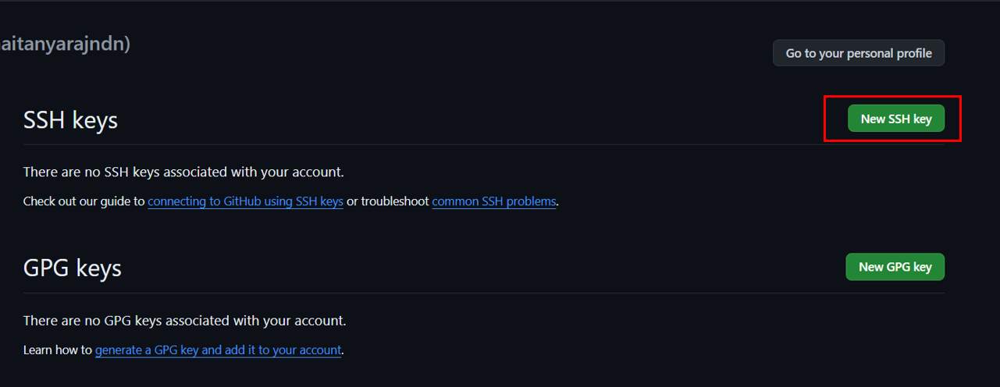 aitanyarajndn)
Go to your personal profile
SSH keys
New SSH key
There are no SSH keys associated with your account.
Check out our guide to connecting to GitHub using SSH keys or troubleshoot common SSH problems.
GPG keys
New GPG key
There are no GPG keys associated with your account.
Learn how to generate a GPG key and add it to your account.